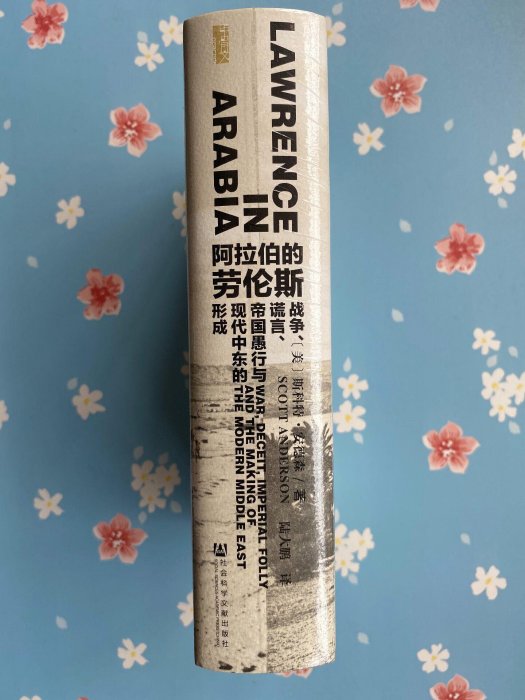 LAWRENCE
IN
ARABIA
阿拉伯的
劳伦斯
战争、
谎言、
帝国愚行与
现代中东的
形成
WAR, DECEIT, IMPERIAL FOLLY
AND THE MAKING OF
THE MODERN MIDDLE EAST
〔美〕斯科特·安德森／著
SCOTT ANDERSON
陆大鹏 译
社会科学文献出版社